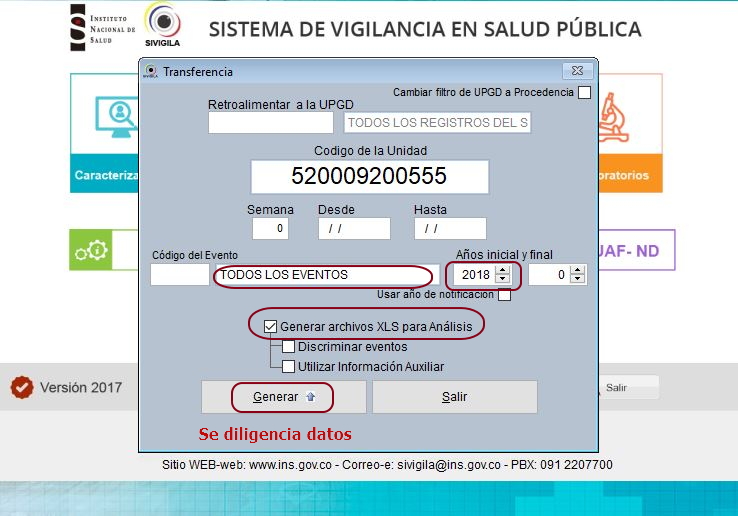 INSTITUTO
NACIONAL DE
SALUD
SIVIGILA
SISTEMA DE VIGILANCIA EN SALUD PÚBLICA
SIVIGILA
Transferencia
Cambiar filtro de UPGD a Procedencia
Retroalimentar a la UPGD
TODOS LOS REGISTROS DEL S
Codigo de la Unidad
520009200555
Caracteriza
oratorios
Semana Desde Hasta
0 / / / /
UAF- ND
Código del Evento Años inicial y final
TODOS LOS EVENTOS 2018 0
Usar año de notificación
Generar archivos XLS para Análisis
Discriminar eventos
Utilizar Información Auxiliar
Versión 2017
Generar Salir
Salir
Se diligencia datos
Sitio WEB-web: www.ins.gov.co - Correo-e: sivigila@ins.gov.co - PBX: 091 2207700